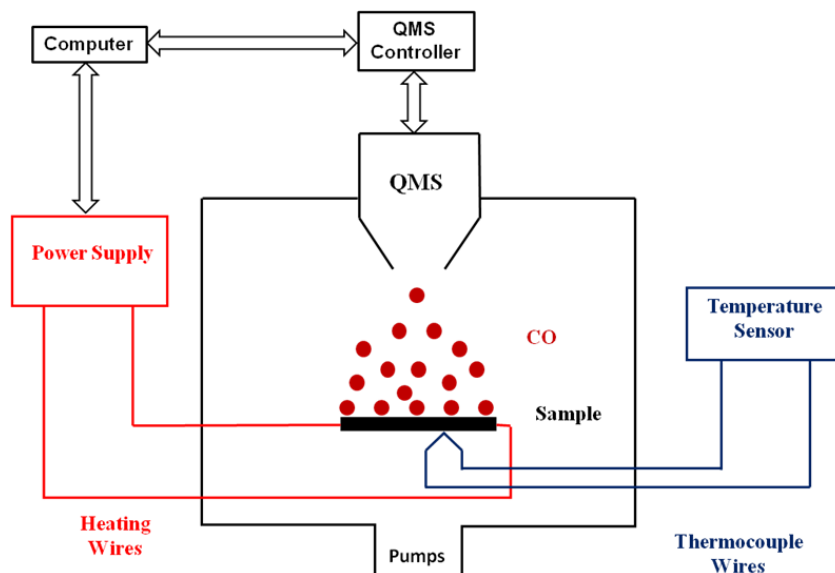 Computer
QMS
Controller
QMS
Power Supply
Temperature
Sensor
CO
Sample
Heating
Wires
Pumps
Thermocouple
Wires